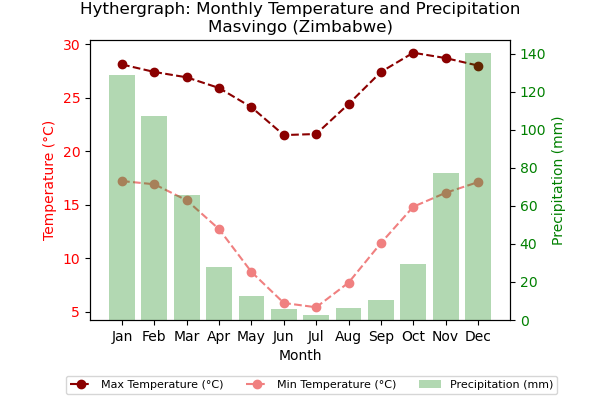 Hythergraph: Monthly Temperature and Precipitation
Masvingo (Zimbabwe)
30
25
20
15
10
5
Temperature (°C)
140
120
100
80
60
40
20
0
Precipitation (mm)
Jan Feb Mar Apr May Jun Jul Aug Sep Oct Nov Dec
Month
Max Temperature (°C) Min Temperature (°C) Precipitation (mm)